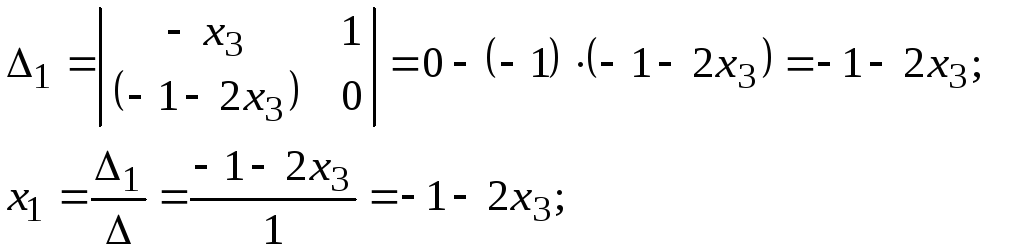 Δ₁ = | - x₃ 1 ; (- 1 - 2x₃) 0 | = 0 - (- 1) · (- 1 - 2x₃) = - 1 - 2x₃;
x₁ = Δ₁/Δ = (- 1 - 2x₃)/1 = - 1 - 2x₃;